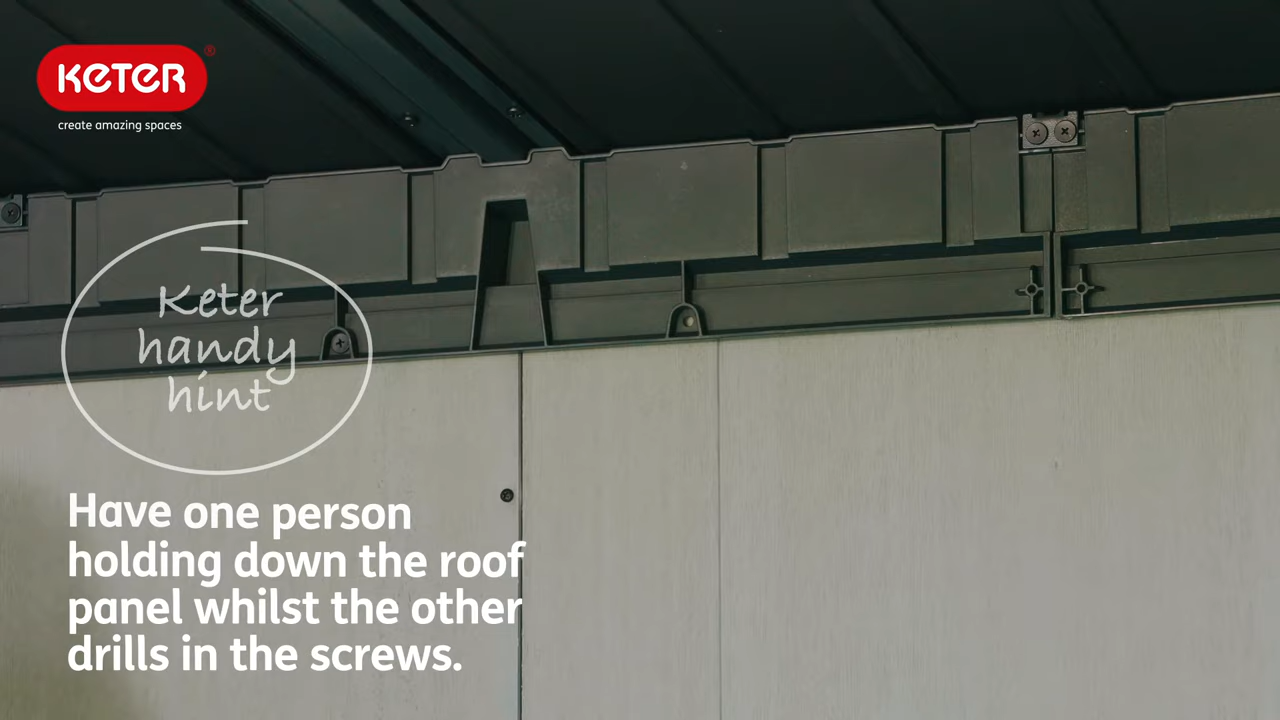 KETER®
create amazing spaces
Keter
handy
hint
Have one person
holding down the roof
panel whilst the other
drills in the screws.